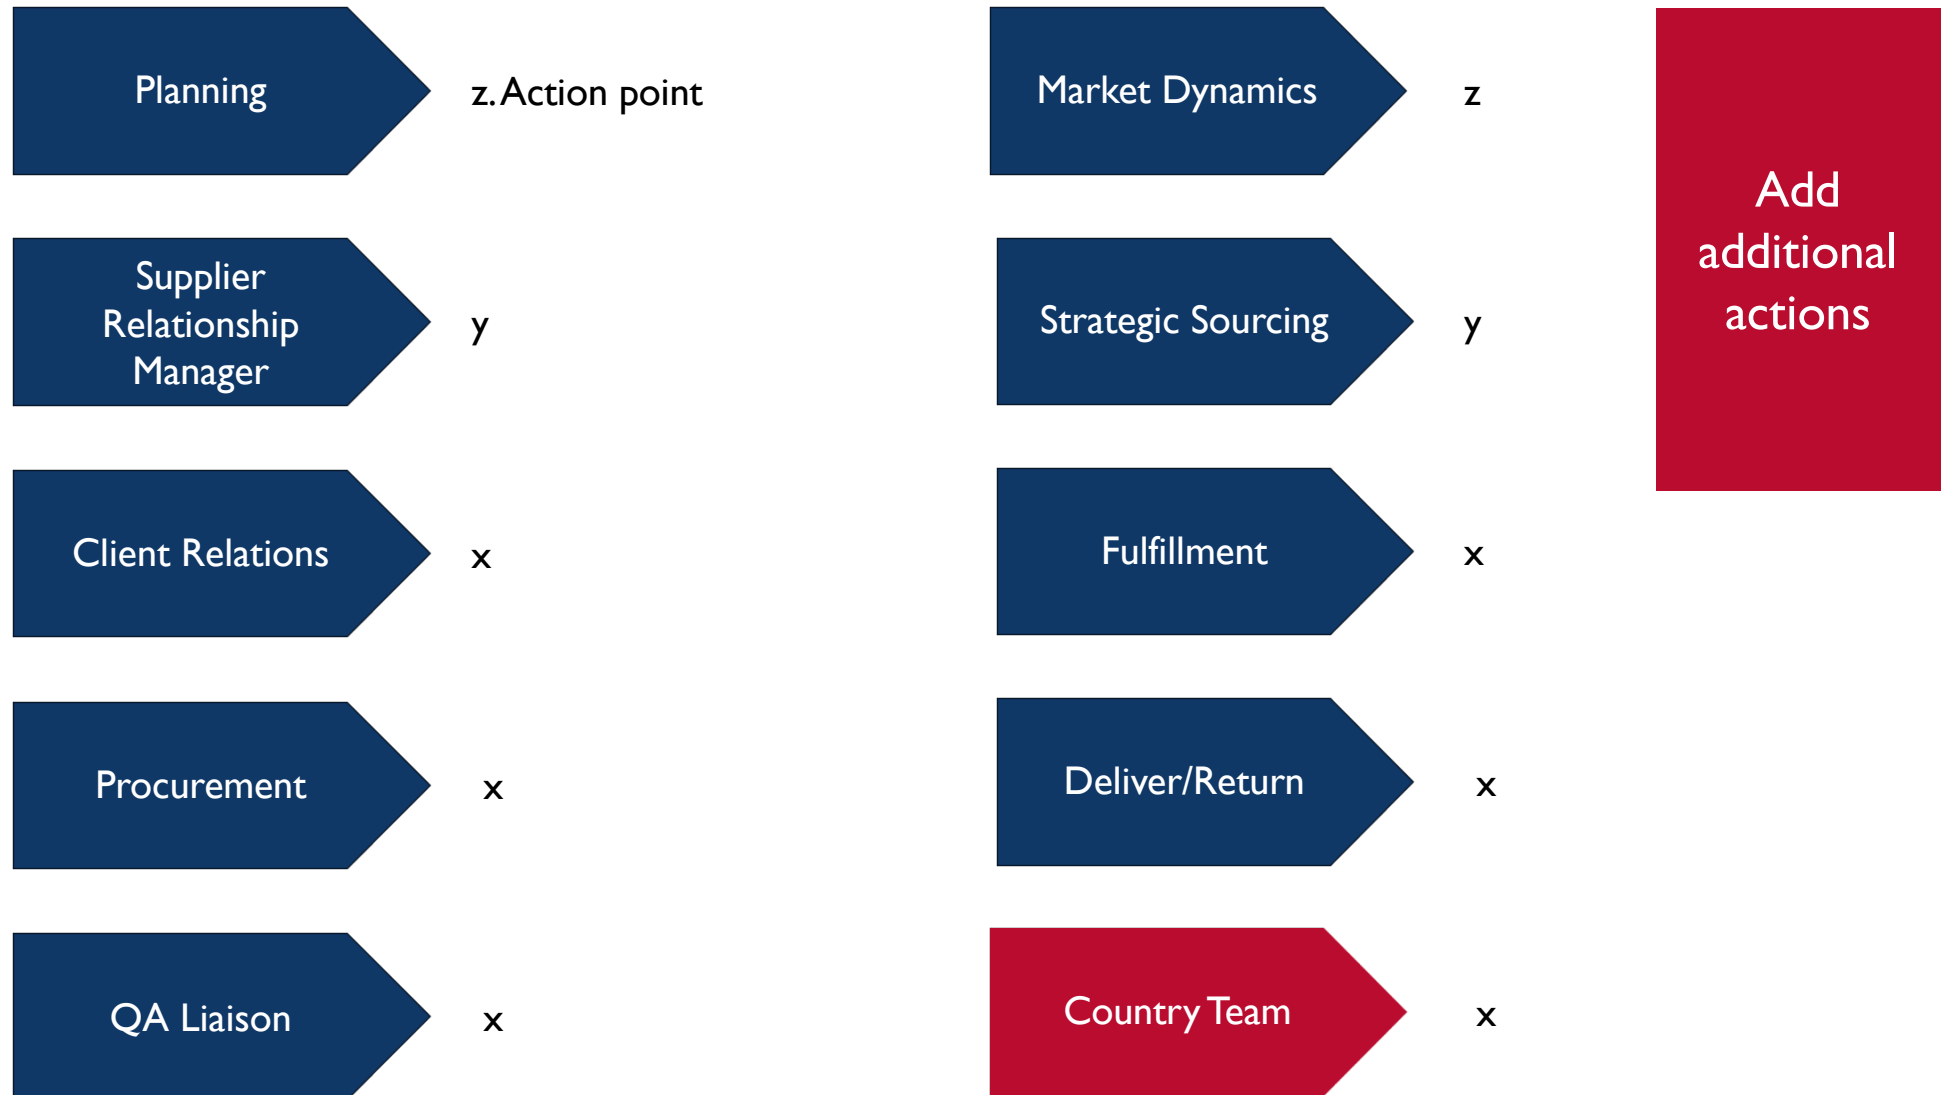 Planning
z. Action point
Supplier
Relationship
Manager
y
Client Relations
x
Procurement
x
QA Liaison
x
Market Dynamics
z
Strategic Sourcing
y
Fulfillment
x
Deliver/Return
x
Country Team
x
Add
additional
actions